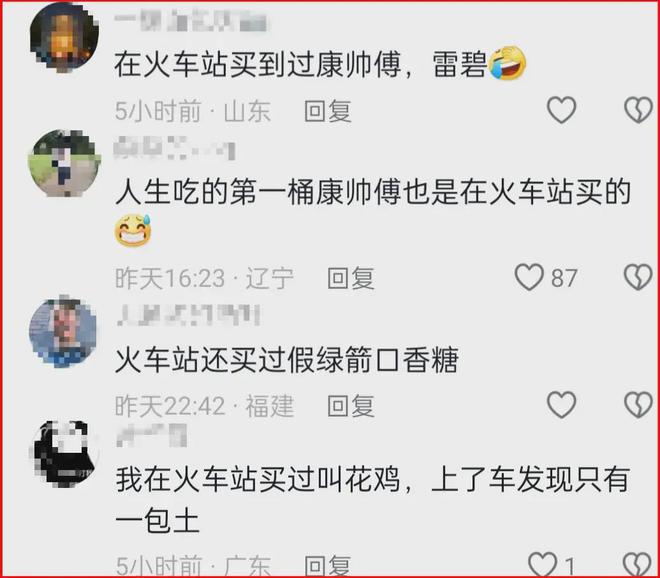 在火车站买到过康帅傅，雷碧🤣
5小时前 · 山东 回复
人生吃的第一桶康帅傅也是在火车站买的
😅
昨天16:23 · 辽宁 回复 87
火车站还买过假绿箭口香糖
昨天22:42 · 福建 回复
我在火车站买过叫花鸡，上了车发现只有
一包土
5小时前 · 广东 回复 1